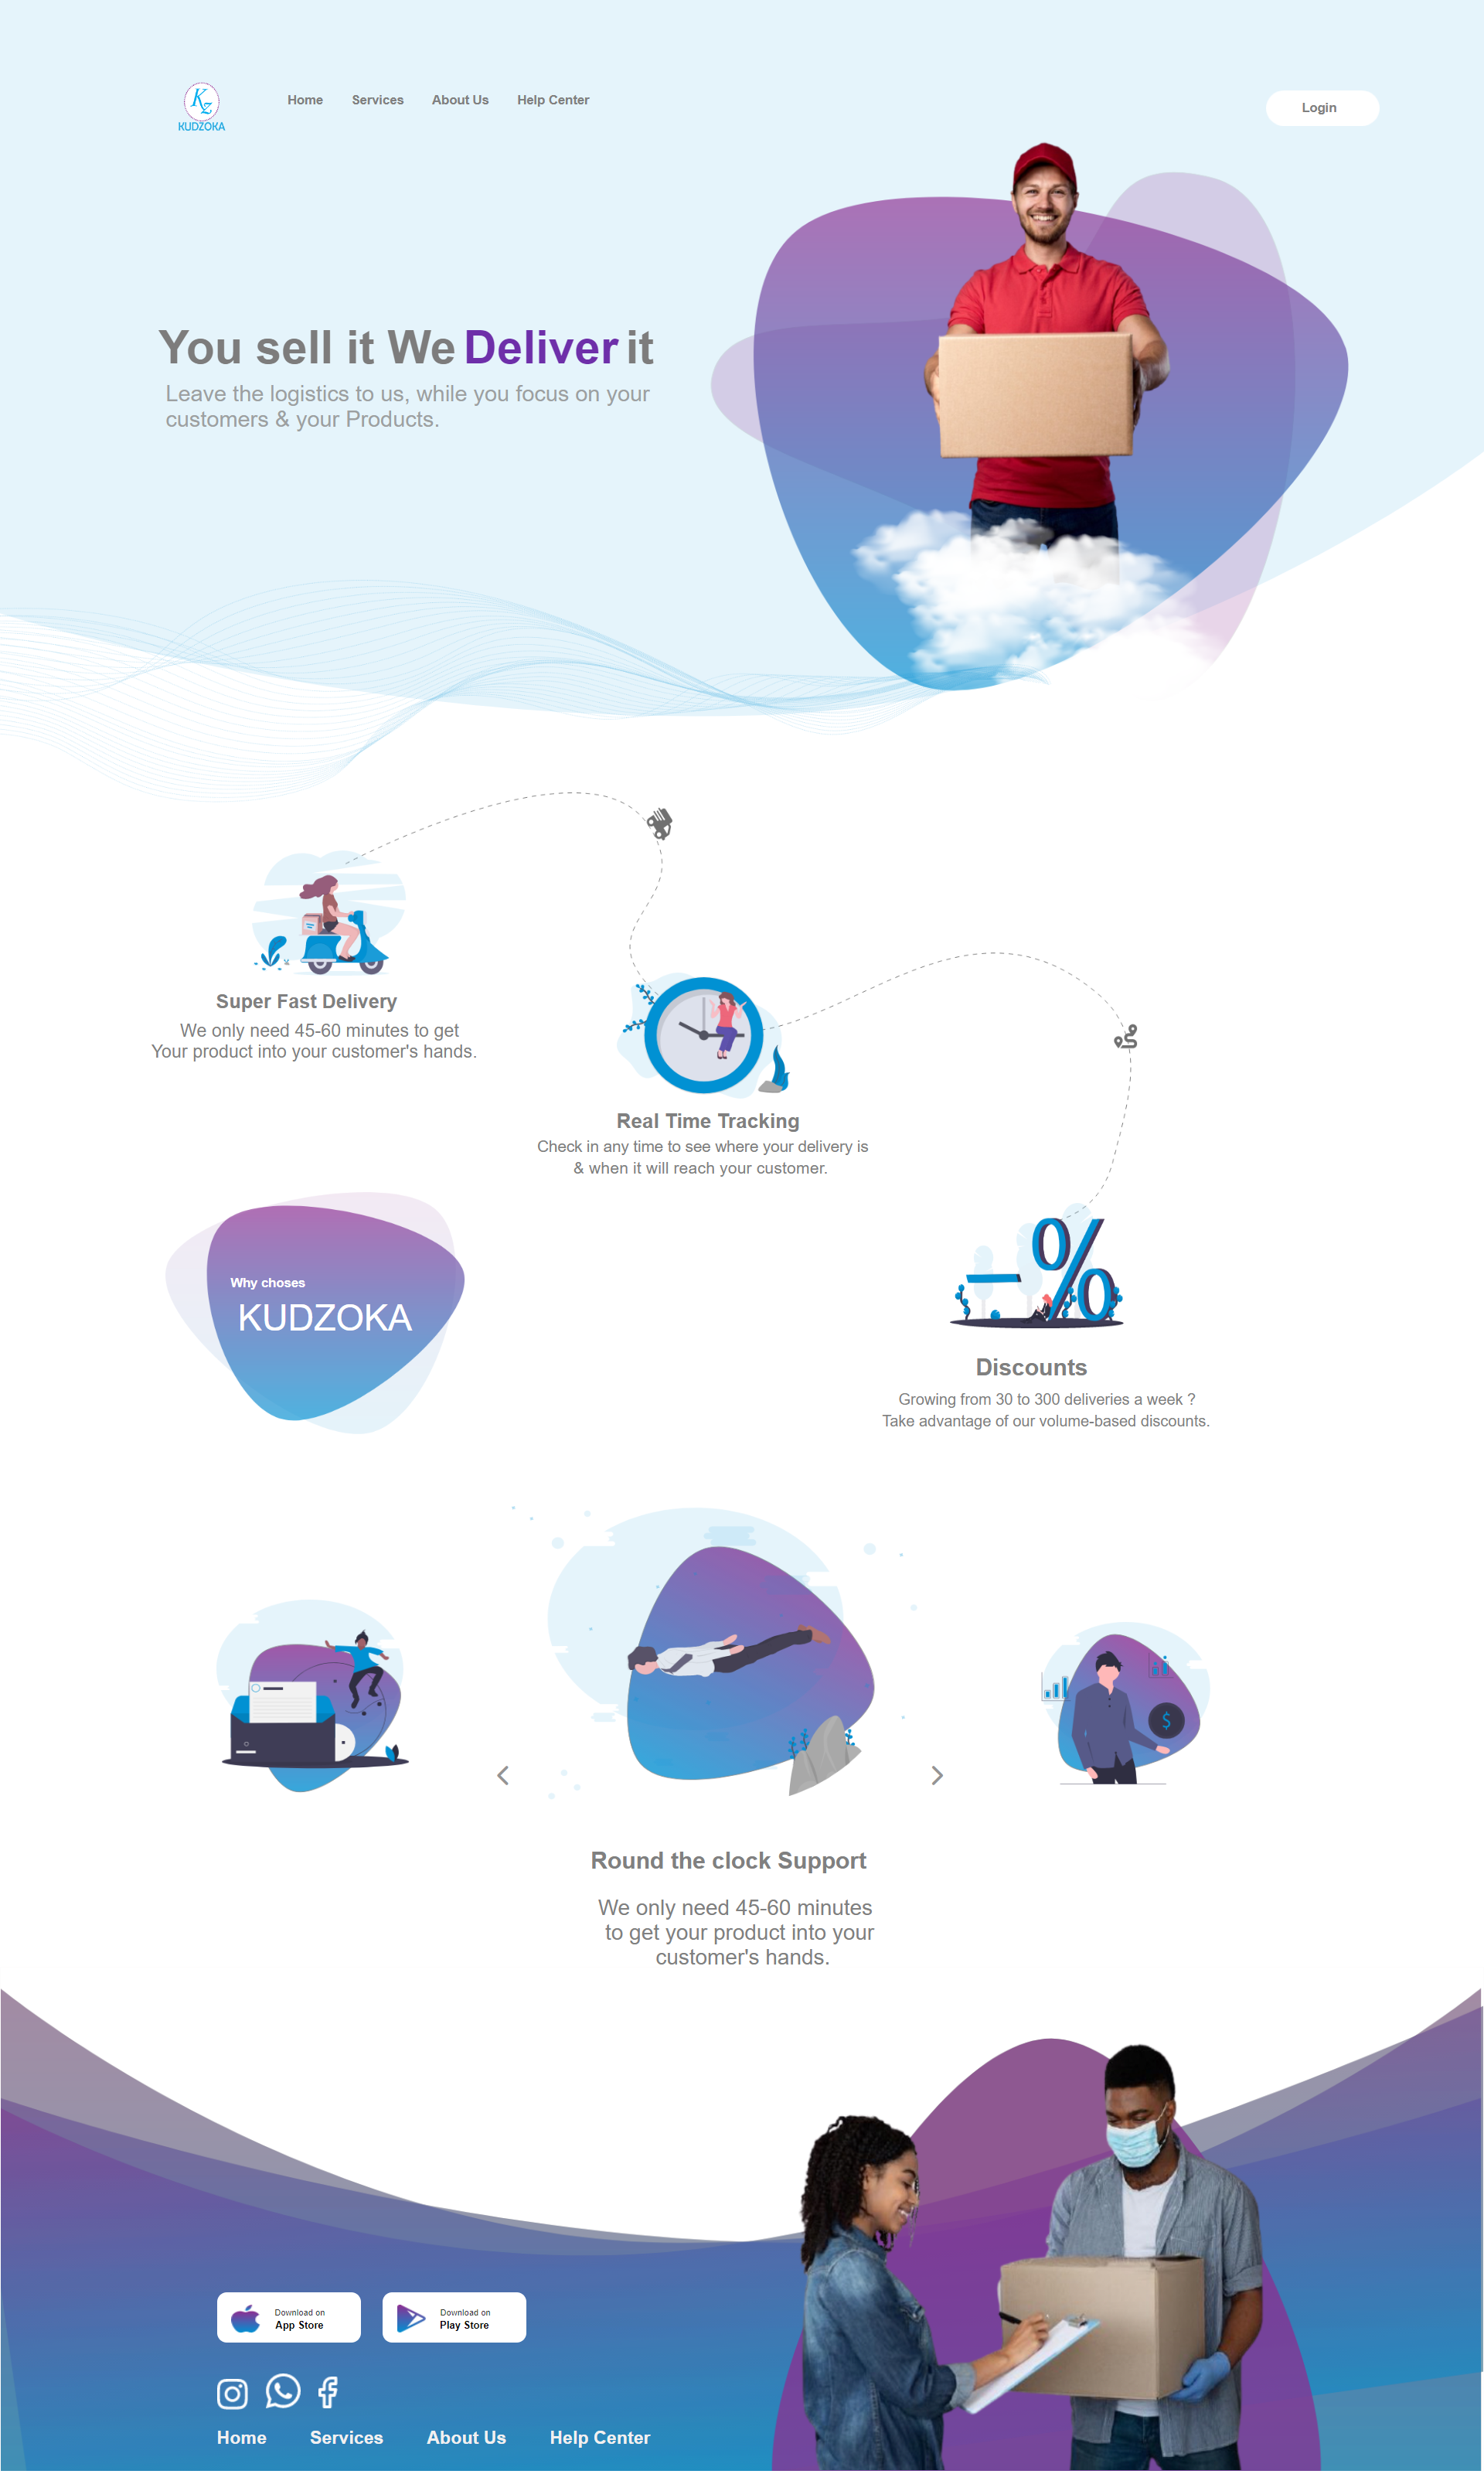 Kz
KUDZOKA
Home Services About Us Help Center
Login
You sell it We Deliver it
Leave the logistics to us, while you focus on your
customers & your Products.
Super Fast Delivery
We only need 45-60 minutes to get
Your product into your customer's hands.
Real Time Tracking
Check in any time to see where your delivery is
& when it will reach your customer.
Why choses
KUDZOKA
-%
Discounts
Growing from 30 to 300 deliveries a week ?
Take advantage of our volume-based discounts.
$
Round the clock Support
We only need 45-60 minutes
to get your product into your
customer's hands.
Download on
App Store
Download on
Play Store
Home Services About Us Help Center